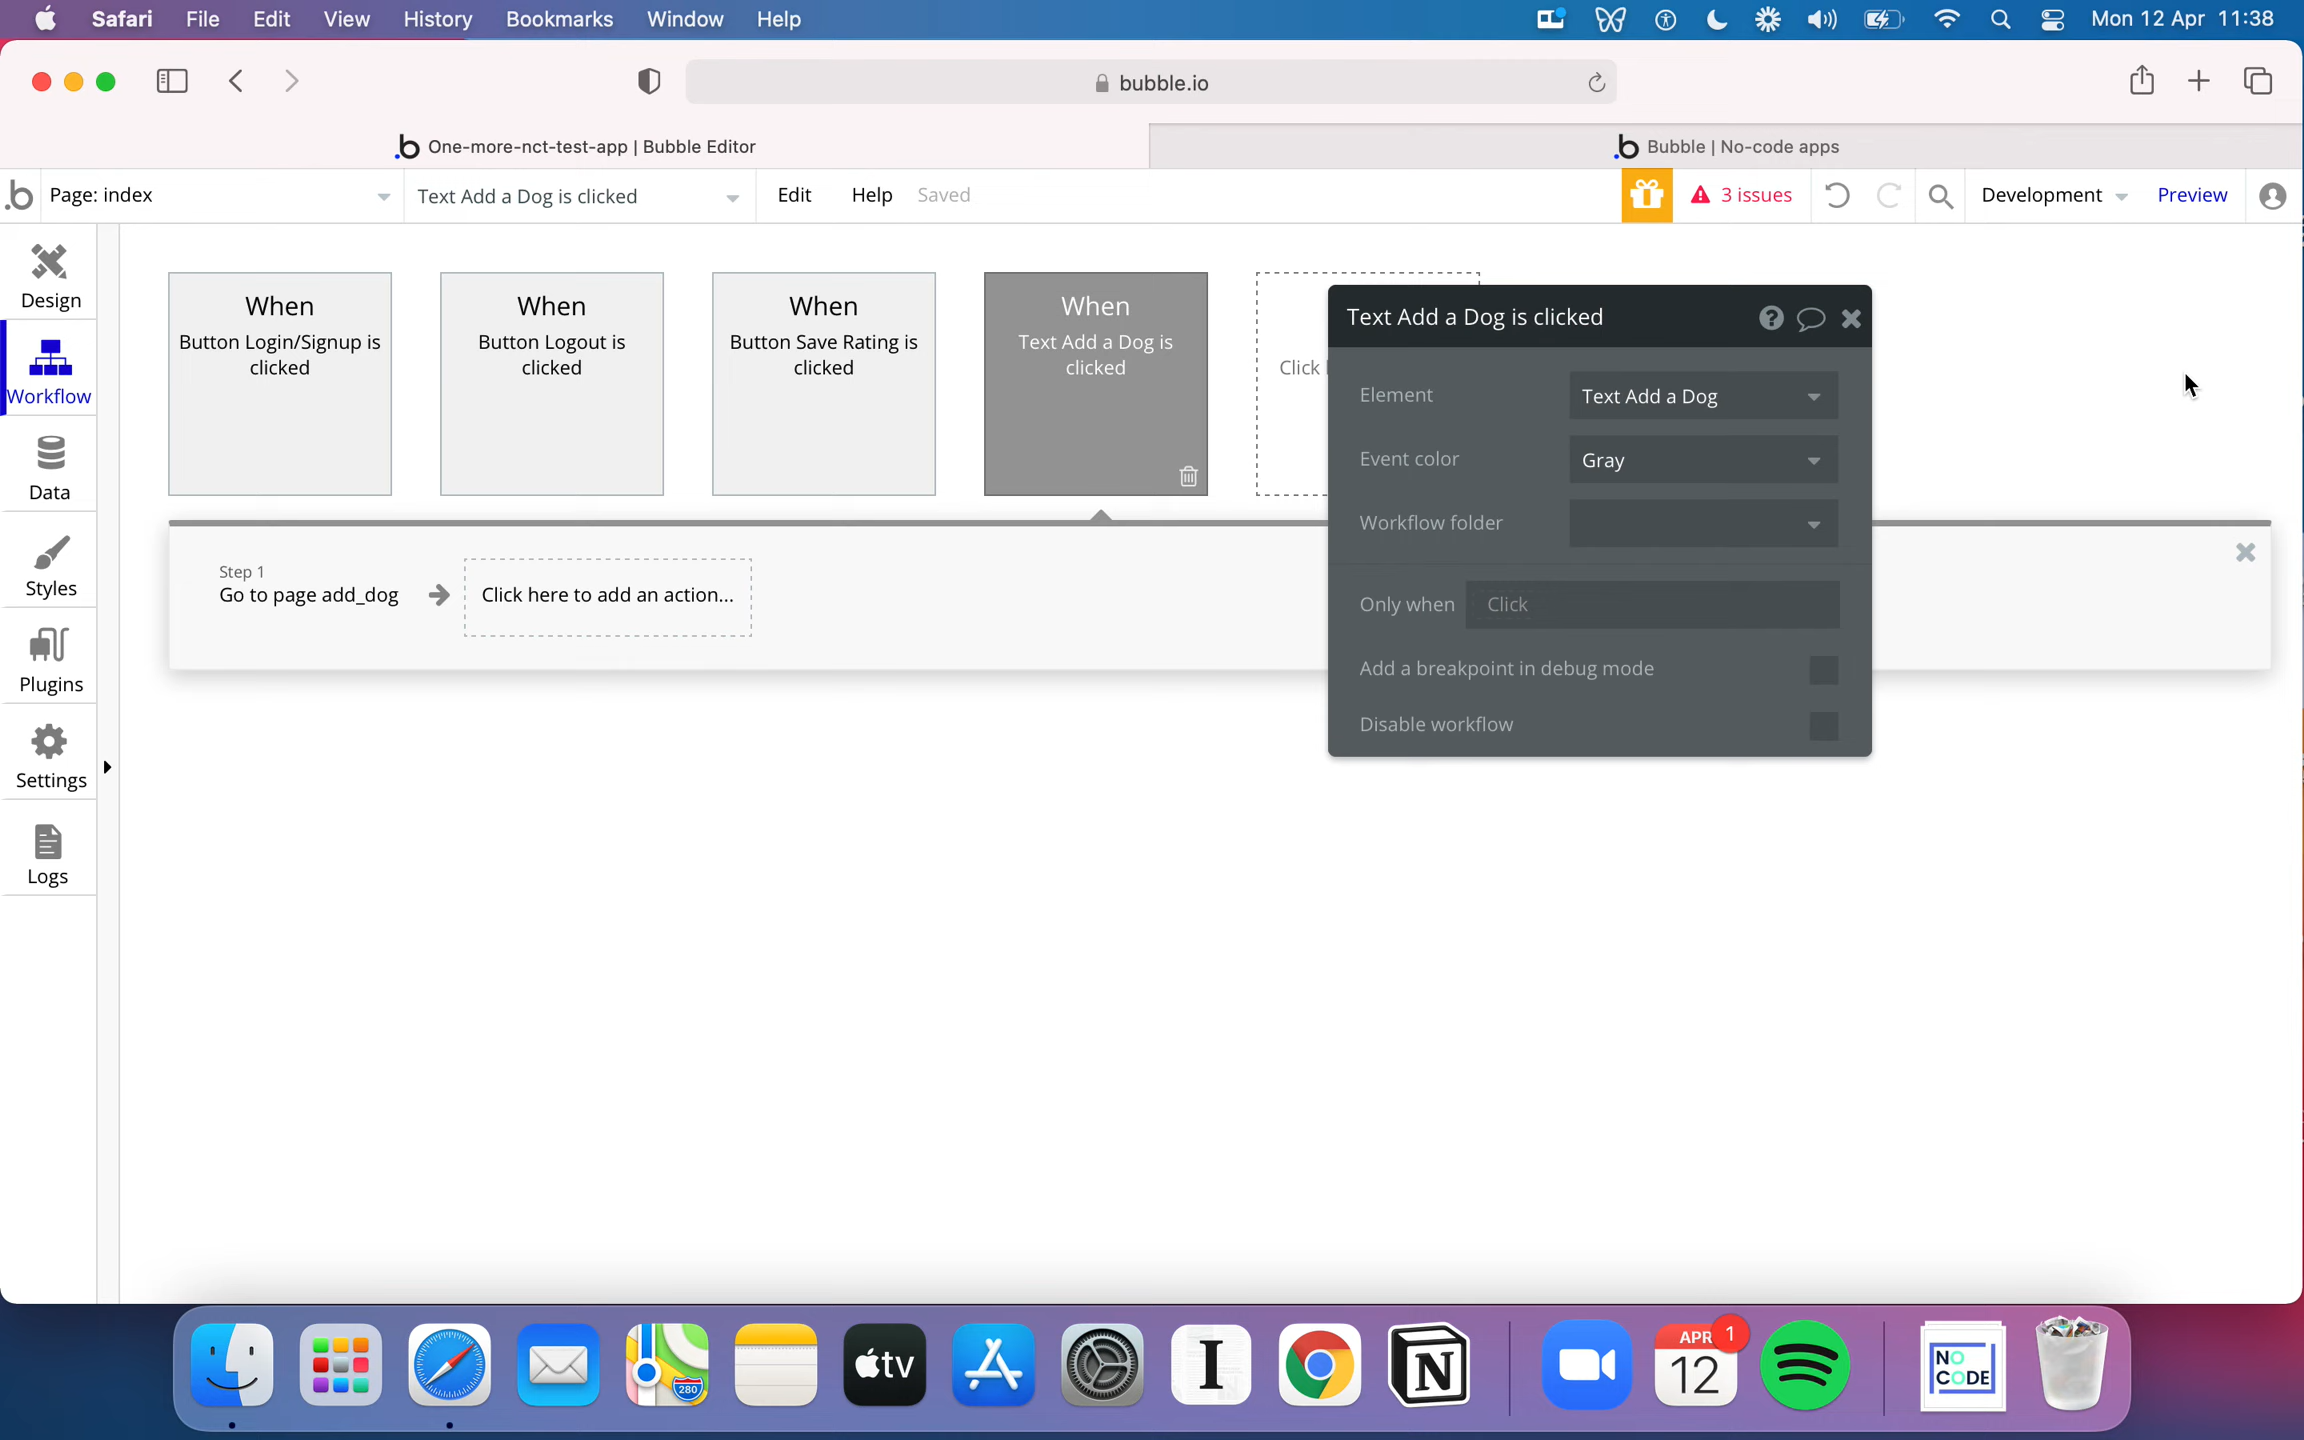 Safari File Edit View History Bookmarks Window Help
Mon 12 Apr 11:38
bubble.io
One-more-nct-test-app | Bubble Editor
Bubble | No-code apps
Page: index
Text Add a Dog is clicked
Edit Help Saved
3 issues
Development
Preview
Design
Workflow
Data
Styles
Plugins
Settings
Logs
When
Button Login/Signup is
clicked
When
Button Logout is
clicked
When
Button Save Rating is
clicked
When
Text Add a Dog is
clicked
Click
Text Add a Dog is clicked
Element
Text Add a Dog
Event color
Gray
Workflow folder
Only when
Click
Add a breakpoint in debug mode
Disable workflow
Step 1
Go to page add_dog
Click here to add an action...
280
tv
I
N
APR
12
1
NO
CODE